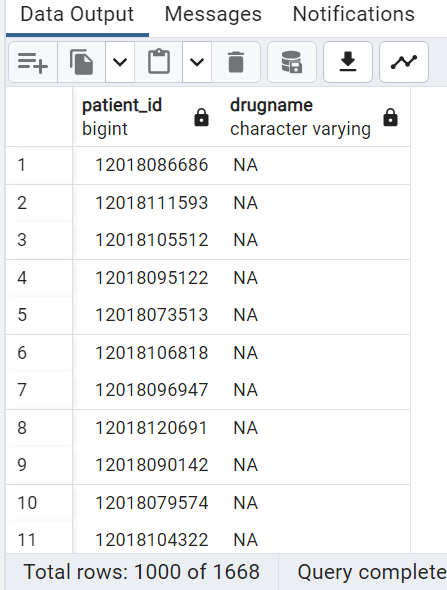 Data Output Messages Notifications
patient_id drugname
bigint character varying
1 12018086686 NA
2 12018111593 NA
3 12018105512 NA
4 12018095122 NA
5 12018073513 NA
6 12018106818 NA
7 12018096947 NA
8 12018120691 NA
9 12018090142 NA
10 12018079574 NA
11 12018104322 NA
Total rows: 1000 of 1668 Query complete